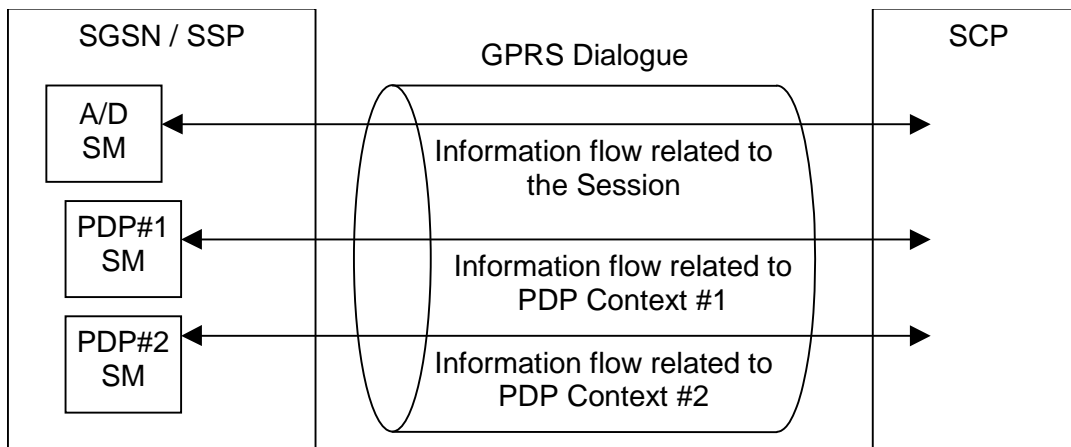 SGSN / SSP
SCP
GPRS Dialogue
A/D
SM
Information flow related to
the Session
PDP#1
SM
Information flow related to
PDP Context #1
PDP#2
SM
Information flow related to
PDP Context #2